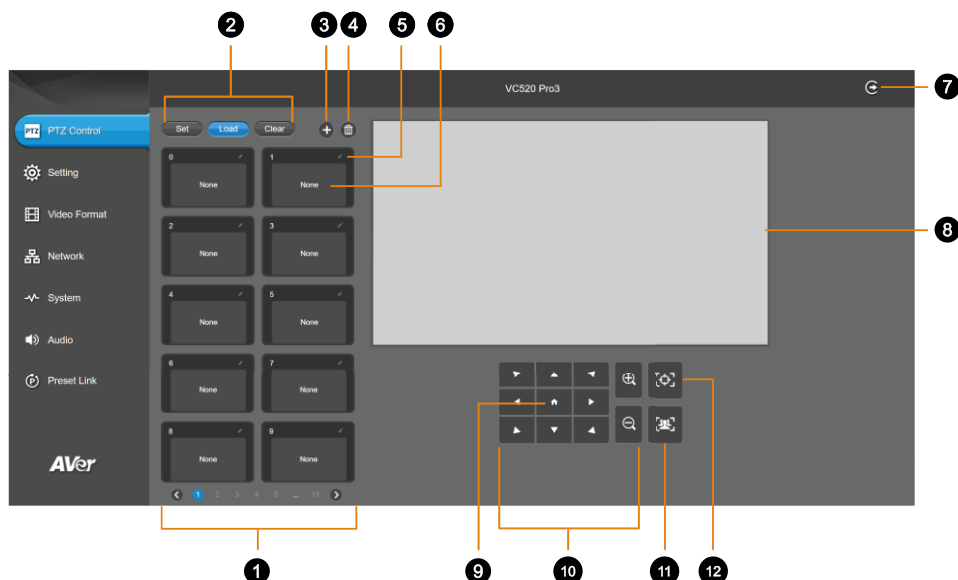 2 3 4 5 6
VC520 Pro3
7
PTZ PTZ Control
Set Load Clear
0 1
Setting
None None
Video Format
2 3
8
Network
None None
System
4 5
None None
Audio
6 7
Preset Link
None None
8 9
AVer
None None
1 2 3 4 5 ... 13
1 9 10 11 12